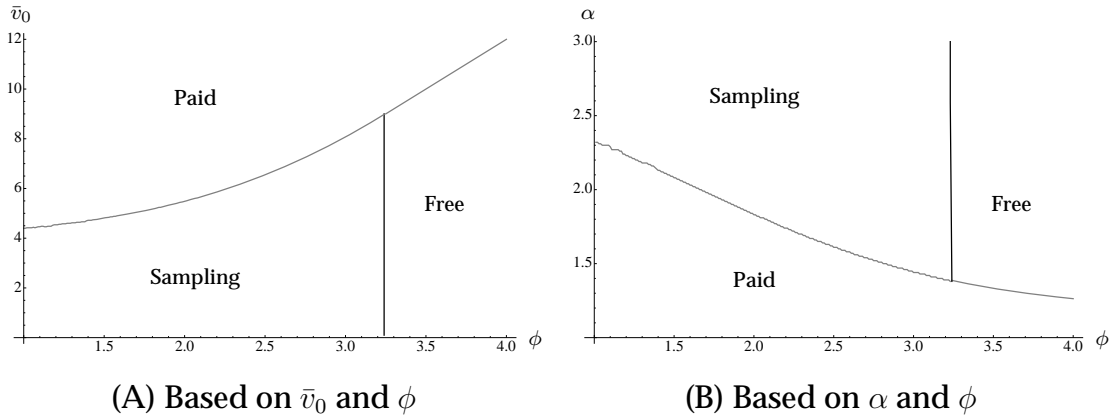 v̄₀
12
10
8
6
4
2
1.5 2.0 2.5 3.0 3.5 4.0 ϕ
Paid
Free
Sampling
(A) Based on v̄₀ and ϕ
α
3.0
2.5
2.0
1.5
1.5 2.0 2.5 3.0 3.5 4.0 ϕ
Sampling
Free
Paid
(B) Based on α and ϕ